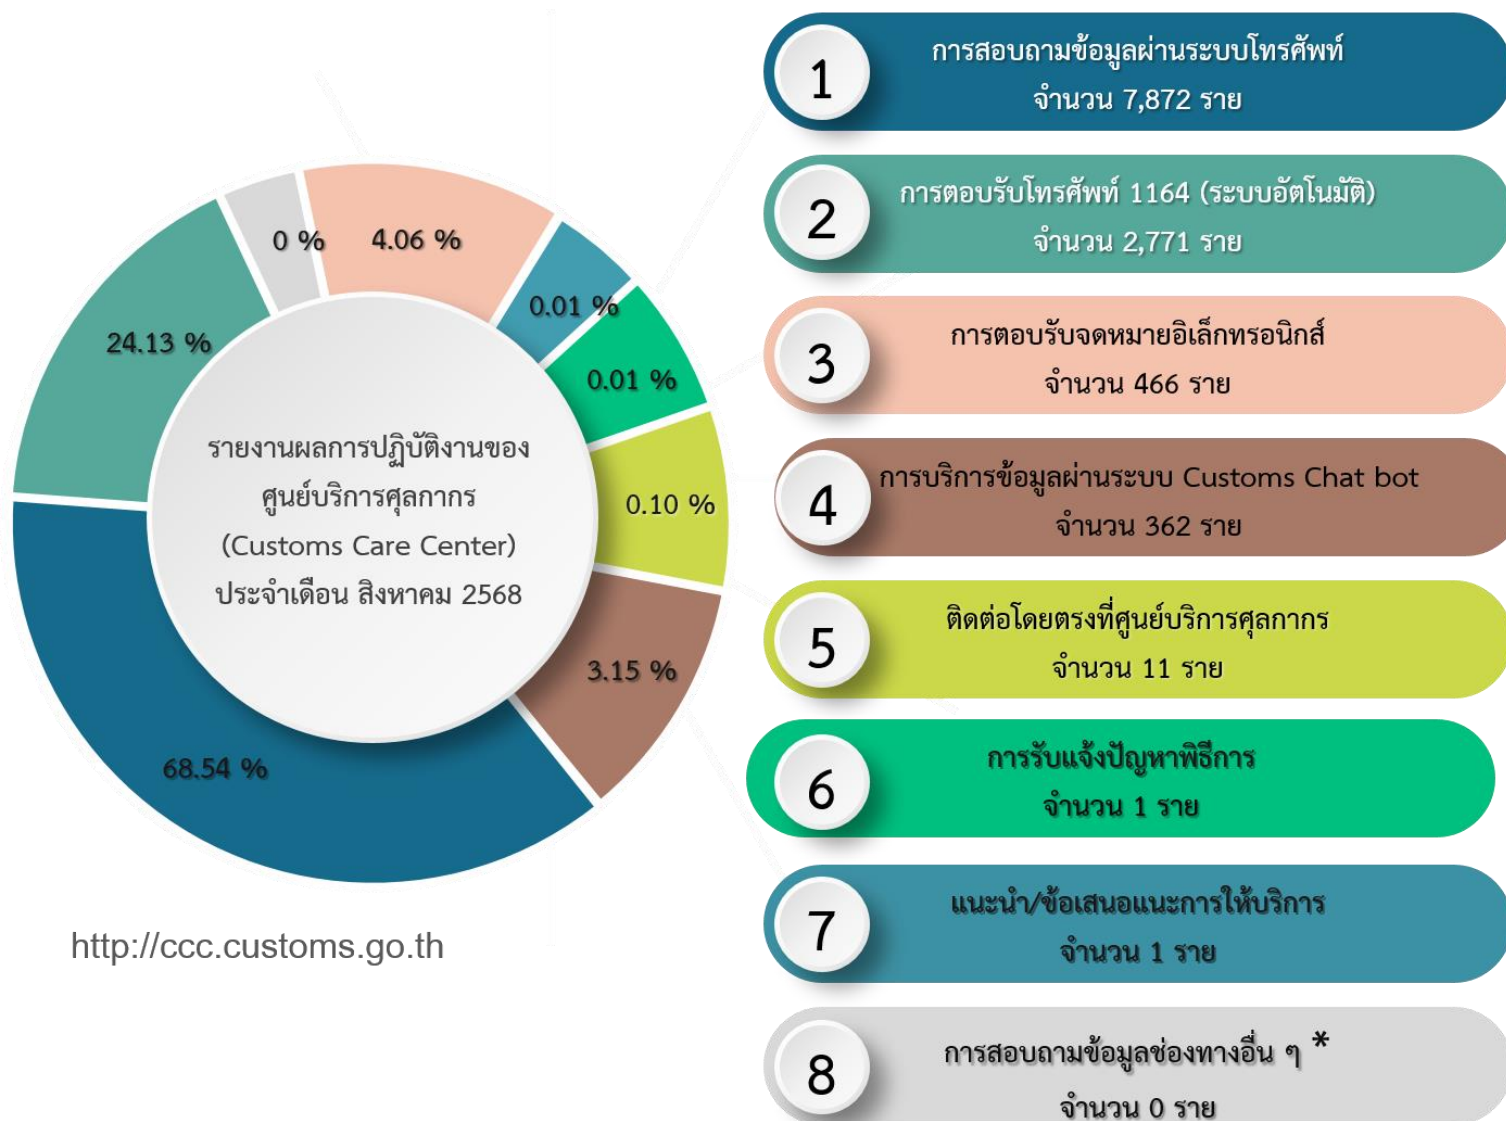 0 %
4.06 %
0.01 %
24.13 %
0.01 %
0.10 %
3.15 %
68.54 %
รายงานผลการปฏิบัติงานของ
ศูนย์บริการศุลกากร
(Customs Care Center)
ประจำเดือน สิงหาคม 2568
http://ccc.customs.go.th
1
การสอบถามข้อมูลผ่านระบบโทรศัพท์
จำนวน 7,872 ราย
2
การตอบรับโทรศัพท์ 1164 (ระบบอัตโนมัติ)
จำนวน 2,771 ราย
3
การตอบรับจดหมายอิเล็กทรอนิกส์
จำนวน 466 ราย
4
การบริการข้อมูลผ่านระบบ Customs Chat bot
จำนวน 362 ราย
5
ติดต่อโดยตรงที่ศูนย์บริการศุลกากร
จำนวน 11 ราย
6
การรับแจ้งปัญหาพิธีการ
จำนวน 1 ราย
7
แนะนำ/ข้อเสนอแนะการให้บริการ
จำนวน 1 ราย
8
การสอบถามข้อมูลช่องทางอื่น ๆ *
จำนวน 0 ราย